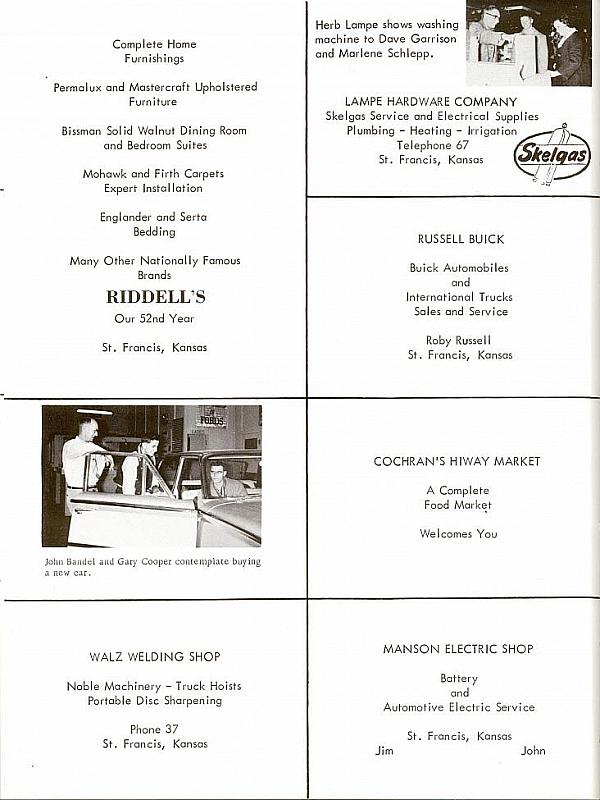 Complete Home
Furnishings
Permalux and Mastercraft Upholstered
Furniture
Bissman Solid Walnut Dining Room
and Bedroom Suites
Mohawk and Firth Carpets
Expert Installation
Englander and Serta
Bedding
Many Other Nationally Famous
Brands
RIDDELL'S
Our 52nd Year
St. Francis, Kansas
Herb Lampe shows washing
machine to Dave Garrison
and Marlene Schlepp.
LAMPE HARDWARE COMPANY
Skelgas Service and Electrical Supplies
Plumbing - Heating - Irrigation
Telephone 67
St. Francis, Kansas
Skelgas
RUSSELL BUICK
Buick Automobiles
and
International Trucks
Sales and Service
Roby Russell
St. Francis, Kansas
FORDS
John Bandel and Gary Cooper contemplate buying
a new car.
COCHRAN'S HIWAY MARKET
A Complete
Food Market
Welcomes You
WALZ WELDING SHOP
Noble Machinery - Truck Hoists
Portable Disc Sharpening
Phone 37
St. Francis, Kansas
MANSON ELECTRIC SHOP
Battery
and
Automotive Electric Service
St. Francis, Kansas
Jim John